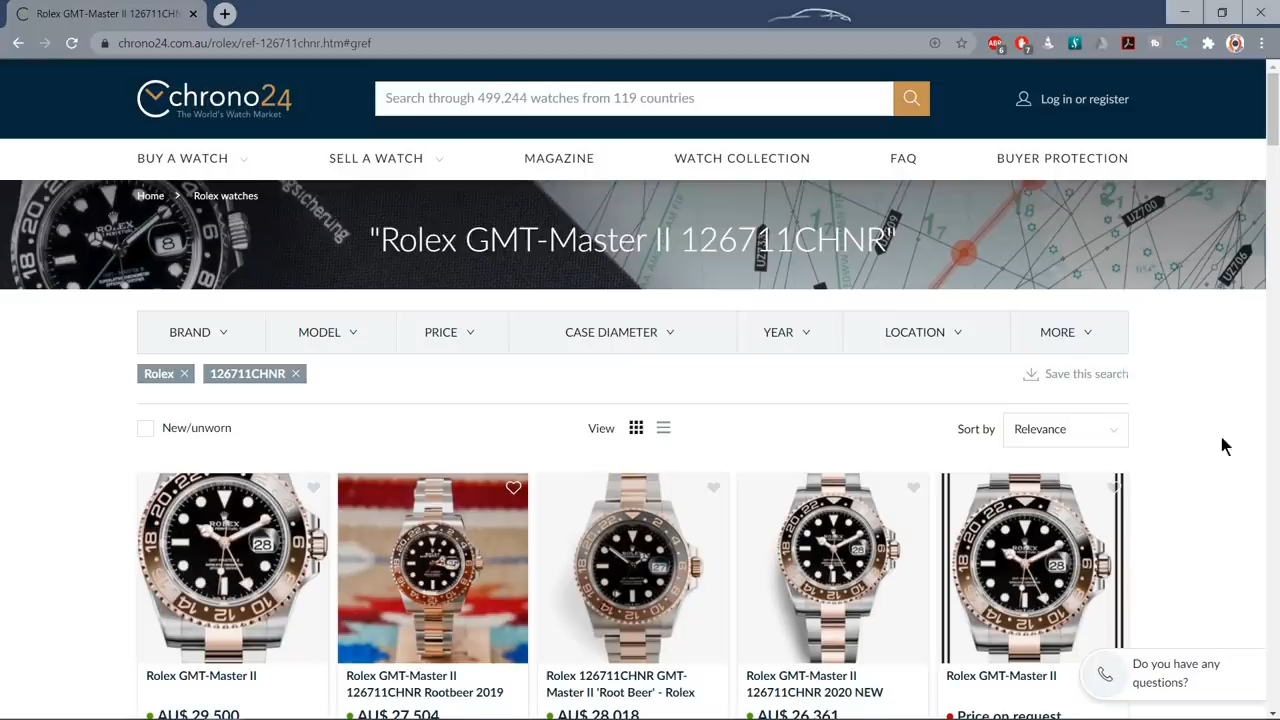 Rolex GMT-Master II 126711CHN
chrono24.com.au/rolex/ref-126711chnr.htm#gref
chrono24
The World's Watch Market
Search through 499,244 watches from 119 countries
Log in or register
BUY A WATCH
SELL A WATCH
MAGAZINE
WATCH COLLECTION
FAQ
BUYER PROTECTION
Home
Rolex watches
"Rolex GMT-Master II 126711CHNR"
BRAND
MODEL
PRICE
CASE DIAMETER
YEAR
LOCATION
MORE
Rolex
126711CHNR
Save this search
New/unworn
View
Sort by
Relevance
Rolex GMT-Master II
AU$ 29,500
Rolex GMT-Master II
126711CHNR Rootbeer 2019
AU$ 27,504
Rolex 126711CHNR GMT-
Master II 'Root Beer' - Rolex
AU$ 28,018
Rolex GMT-Master II
126711CHNR 2020 NEW
AU$ 26,361
Rolex GMT-Master II
Price on request
Do you have any
questions?